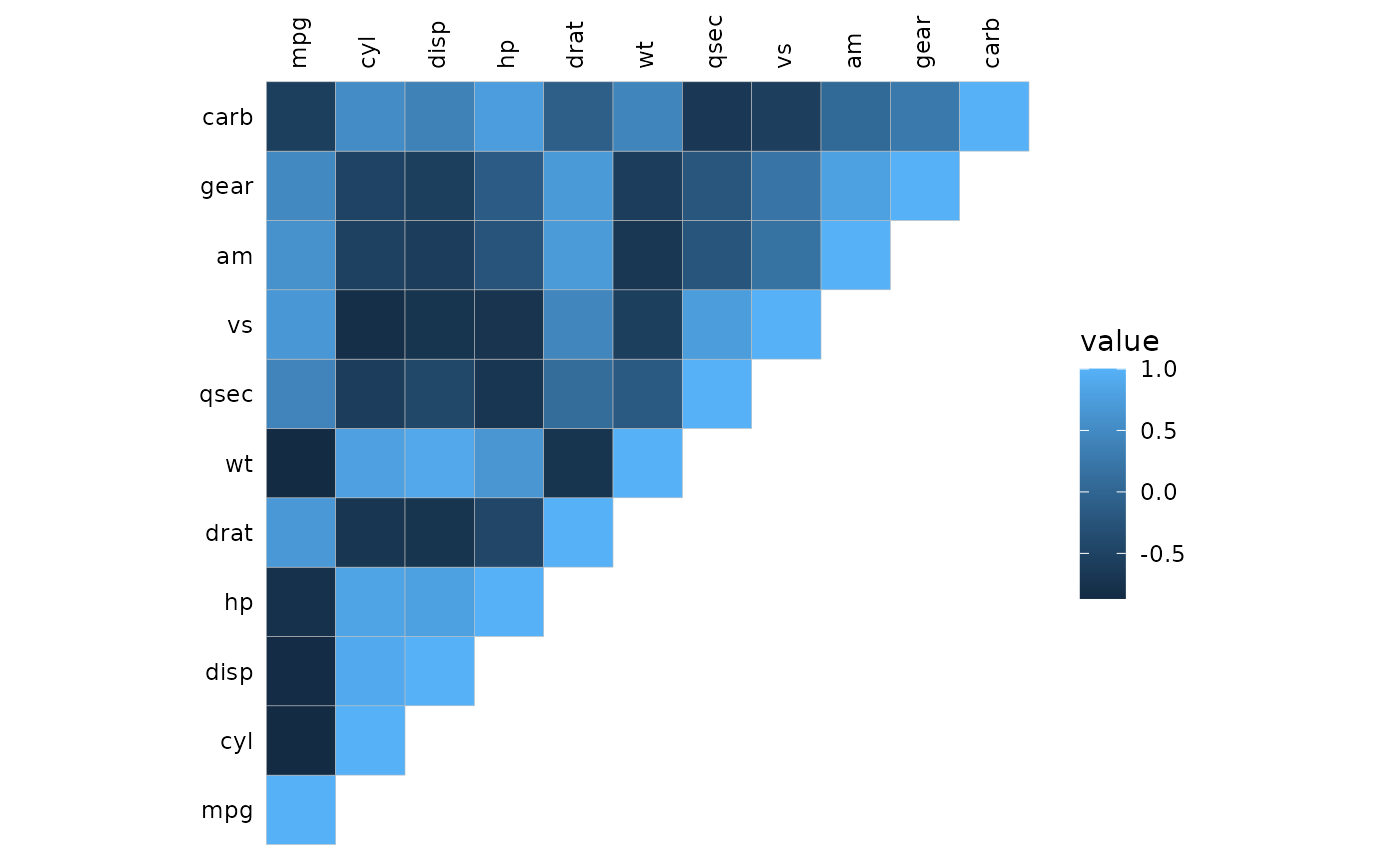 mpg cyl disp hp drat wt qsec vs am gear carb
carb
gear
am
vs
qsec
wt
drat
hp
disp
cyl
mpg
value
1.0
0.5
0.0
-0.5